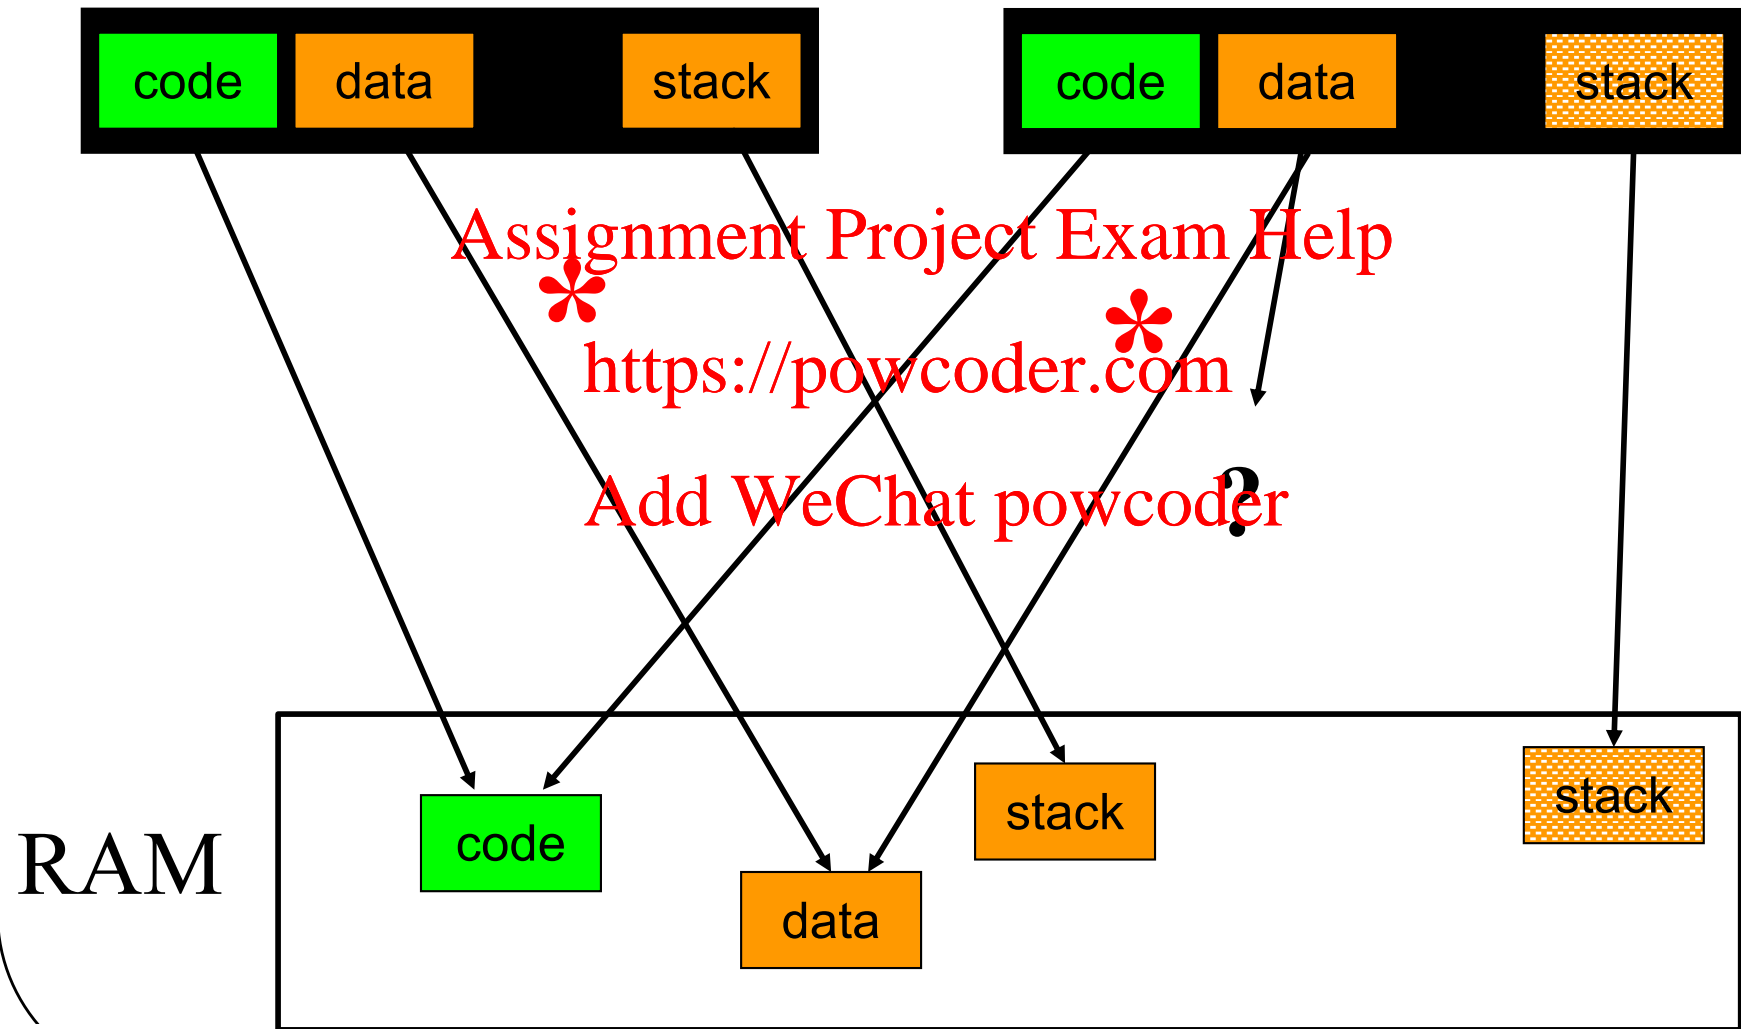 code data stack code data stack
Assignment Project Exam Help
* *
https://powcoder.com
Add WeChat powcoder
?
stack stack
code
RAM
data